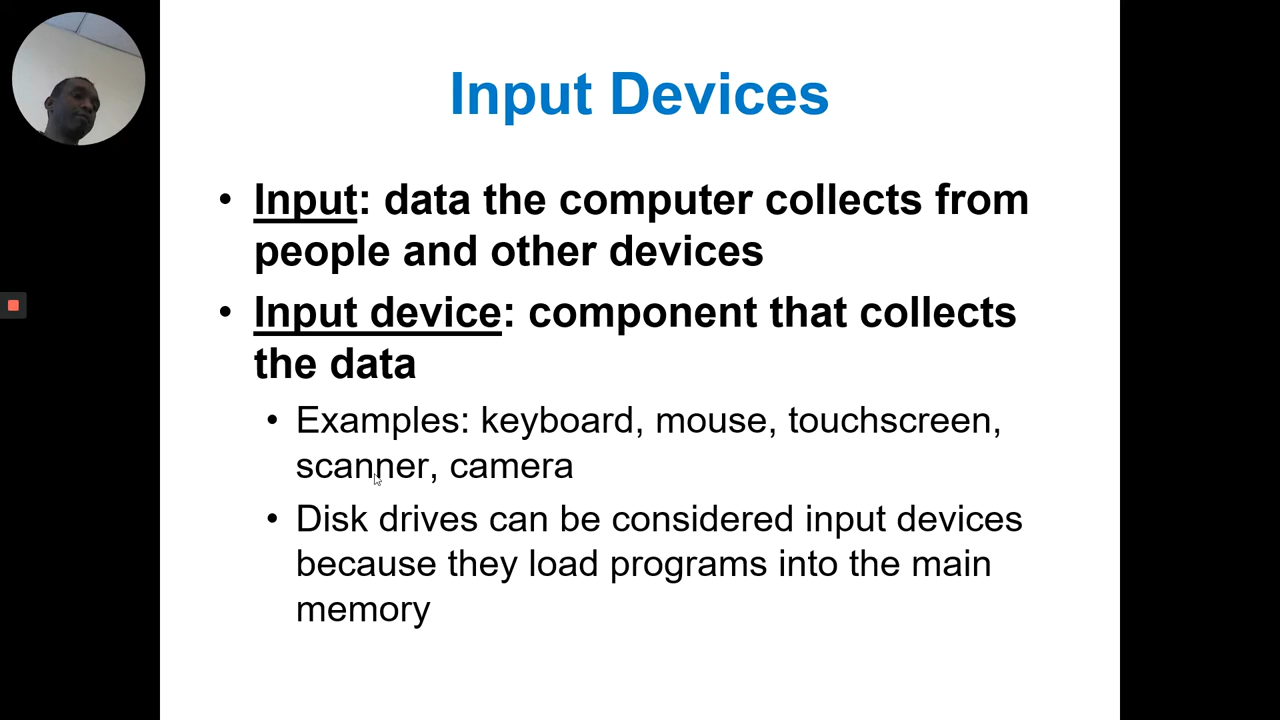 Input Devices
• Input: data the computer collects from
people and other devices
• Input device: component that collects
the data
• Examples: keyboard, mouse, touchscreen,
scanner, camera
• Disk drives can be considered input devices
because they load programs into the main
memory